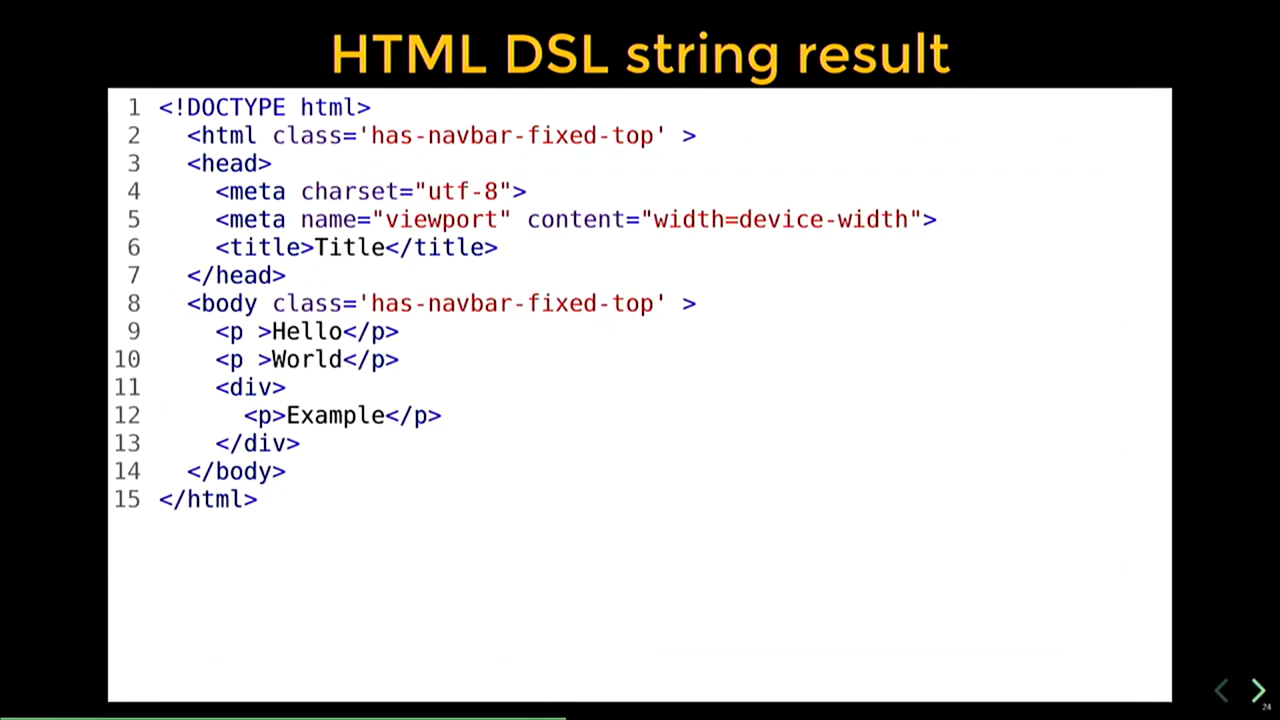 HTML DSL string result
1 <!DOCTYPE html>
2   <html class='has-navbar-fixed-top' >
3   <head>
4     <meta charset="utf-8">
5     <meta name="viewport" content="width=device-width">
6     <title>Title</title>
7   </head>
8   <body class='has-navbar-fixed-top' >
9     <p >Hello</p>
10     <p >World</p>
11     <div>
12       <p>Example</p>
13     </div>
14   </body>
15 </html>
24